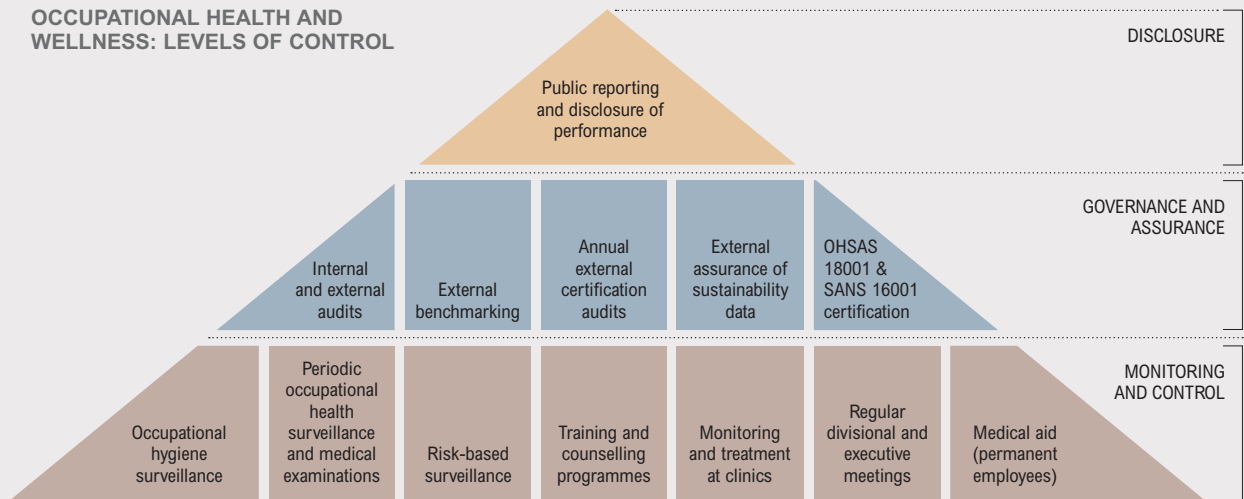 OCCUPATIONAL HEALTH AND
WELLNESS: LEVELS OF CONTROL
DISCLOSURE
Public reporting
and disclosure of
performance
GOVERNANCE AND
ASSURANCE
Internal
and external
audits
External
benchmarking
Annual
external
certification
audits
External
assurance of
sustainability
data
OHSAS
18001 &
SANS 16001
certification
MONITORING
AND CONTROL
Occupational
hygiene
surveillance
Periodic
occupational
health
surveillance
and medical
examinations
Risk-based
surveillance
Training and
counselling
programmes
Monitoring
and treatment
at clinics
Regular
divisional and
executive
meetings
Medical aid
(permanent
employees)